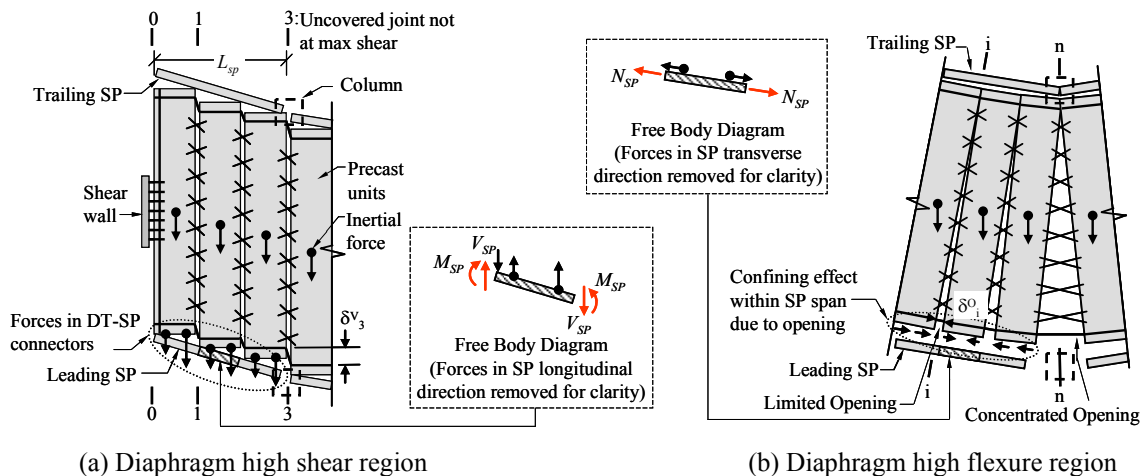 0 1 3:Uncovered joint not
at max shear
L_sp
Trailing SP
Column
Shear
wall
Precast
units
Inertial
force
Forces in DT-SP
connectors
Leading SP
δ^v_3
0 1 3
V_SP
M_SP
M_SP
V_SP
Free Body Diagram
(Forces in SP longitudinal
direction removed for clarity)
(a) Diaphragm high shear region
N_SP
N_SP
Free Body Diagram
(Forces in SP transverse
direction removed for clarity)
Trailing SP
i
n
Confining effect
within SP span
due to opening
δ^O_i
Leading SP
i
n
Limited Opening
Concentrated Opening
(b) Diaphragm high flexure region